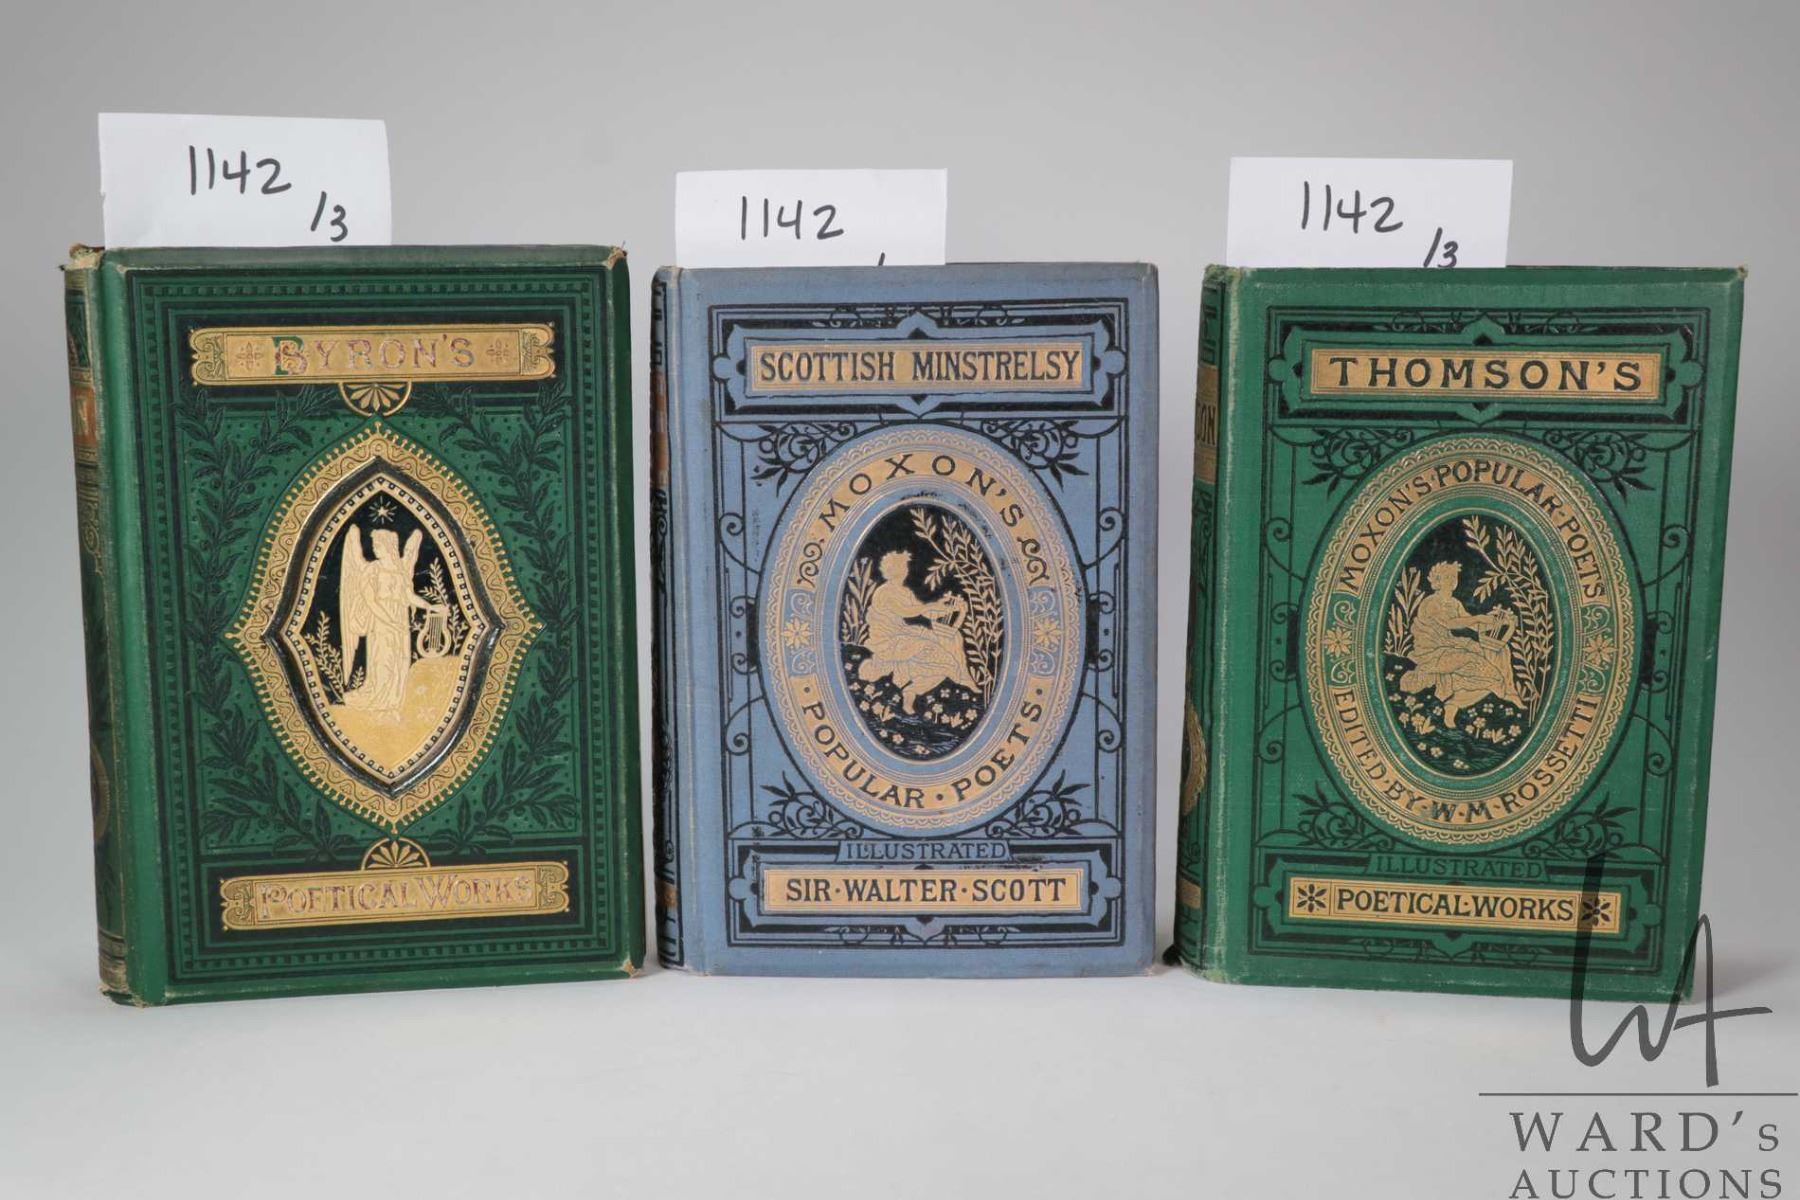 1142
/3
BYRON'S
POETICAL WORKS
1142
SCOTTISH MINSTRELSY
MOXON'S
POPULAR · POETS
ILLUSTRATED
SIR · WALTER · SCOTT
1142
/3
THOMSON'S
MOXON'S · POPULAR · POETS
EDITED · BY · W · M · ROSSETTI
ILLUSTRATED
POETICAL · WORKS
WARD's
AUCTIONS